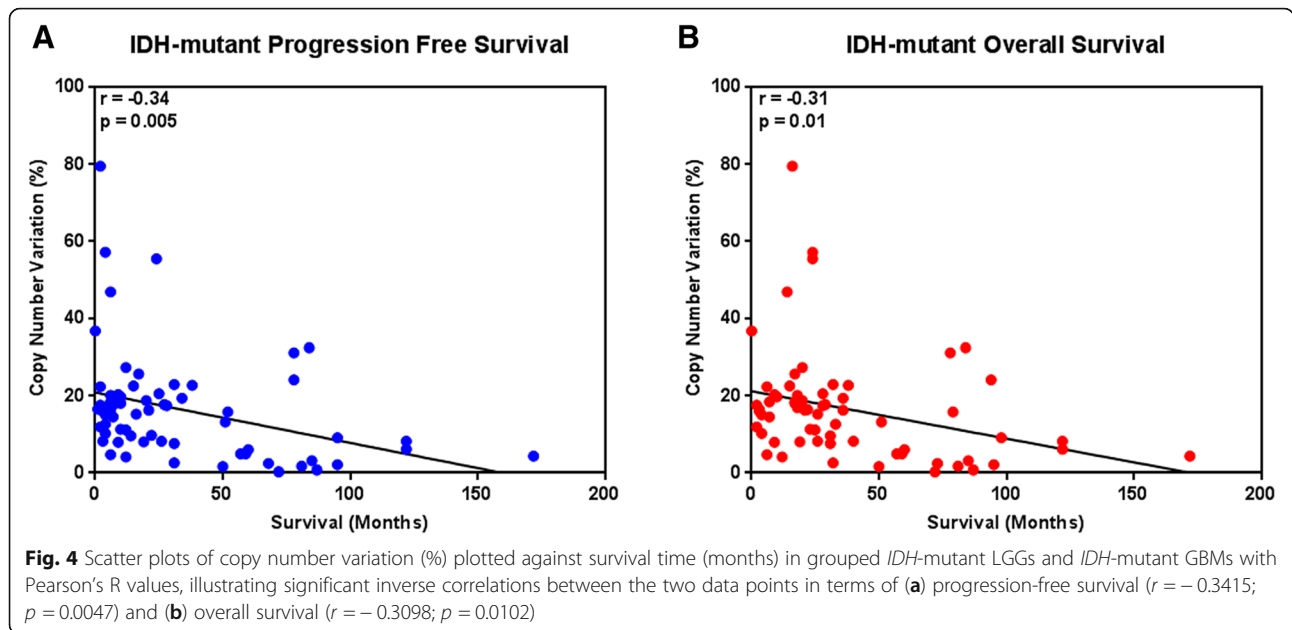 A
IDH-mutant Progression Free Survival
r = -0.34
p = 0.005
Copy Number Variation (%)
100
80
60
40
20
0
0 50 100 150 200
Survival (Months)
B
IDH-mutant Overall Survival
r = -0.31
p = 0.01
Copy Number Variation (%)
100
80
60
40
20
0
0 50 100 150 200
Survival (Months)
Fig. 4 Scatter plots of copy number variation (%) plotted against survival time (months) in grouped IDH-mutant LGGs and IDH-mutant GBMs with
Pearson's R values, illustrating significant inverse correlations between the two data points in terms of (a) progression-free survival (r = − 0.3415;
p = 0.0047) and (b) overall survival (r = − 0.3098; p = 0.0102)